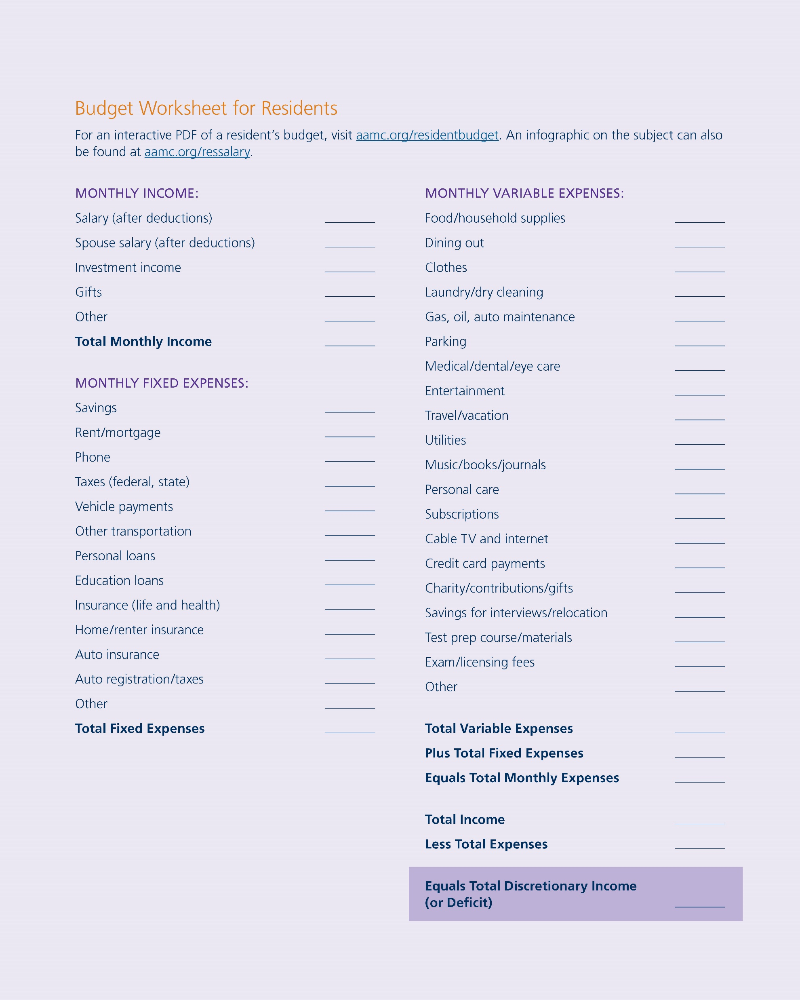 Budget Worksheet for Residents
For an interactive PDF of a resident’s budget, visit aamc.org/residentbudget. An infographic on the subject can also
be found at aamc.org/ressalary.
MONTHLY INCOME:
Salary (after deductions)
Spouse salary (after deductions)
Investment income
Gifts
Other
Total Monthly Income
MONTHLY FIXED EXPENSES:
Savings
Rent/mortgage
Phone
Taxes (federal, state)
Vehicle payments
Other transportation
Personal loans
Education loans
Insurance (life and health)
Home/renter insurance
Auto insurance
Auto registration/taxes
Other
Total Fixed Expenses
MONTHLY VARIABLE EXPENSES:
Food/household supplies
Dining out
Clothes
Laundry/dry cleaning
Gas, oil, auto maintenance
Parking
Medical/dental/eye care
Entertainment
Travel/vacation
Utilities
Music/books/journals
Personal care
Subscriptions
Cable TV and internet
Credit card payments
Charity/contributions/gifts
Savings for interviews/relocation
Test prep course/materials
Exam/licensing fees
Other
Total Variable Expenses
Plus Total Fixed Expenses
Equals Total Monthly Expenses
Total Income
Less Total Expenses
Equals Total Discretionary Income
(or Deficit)